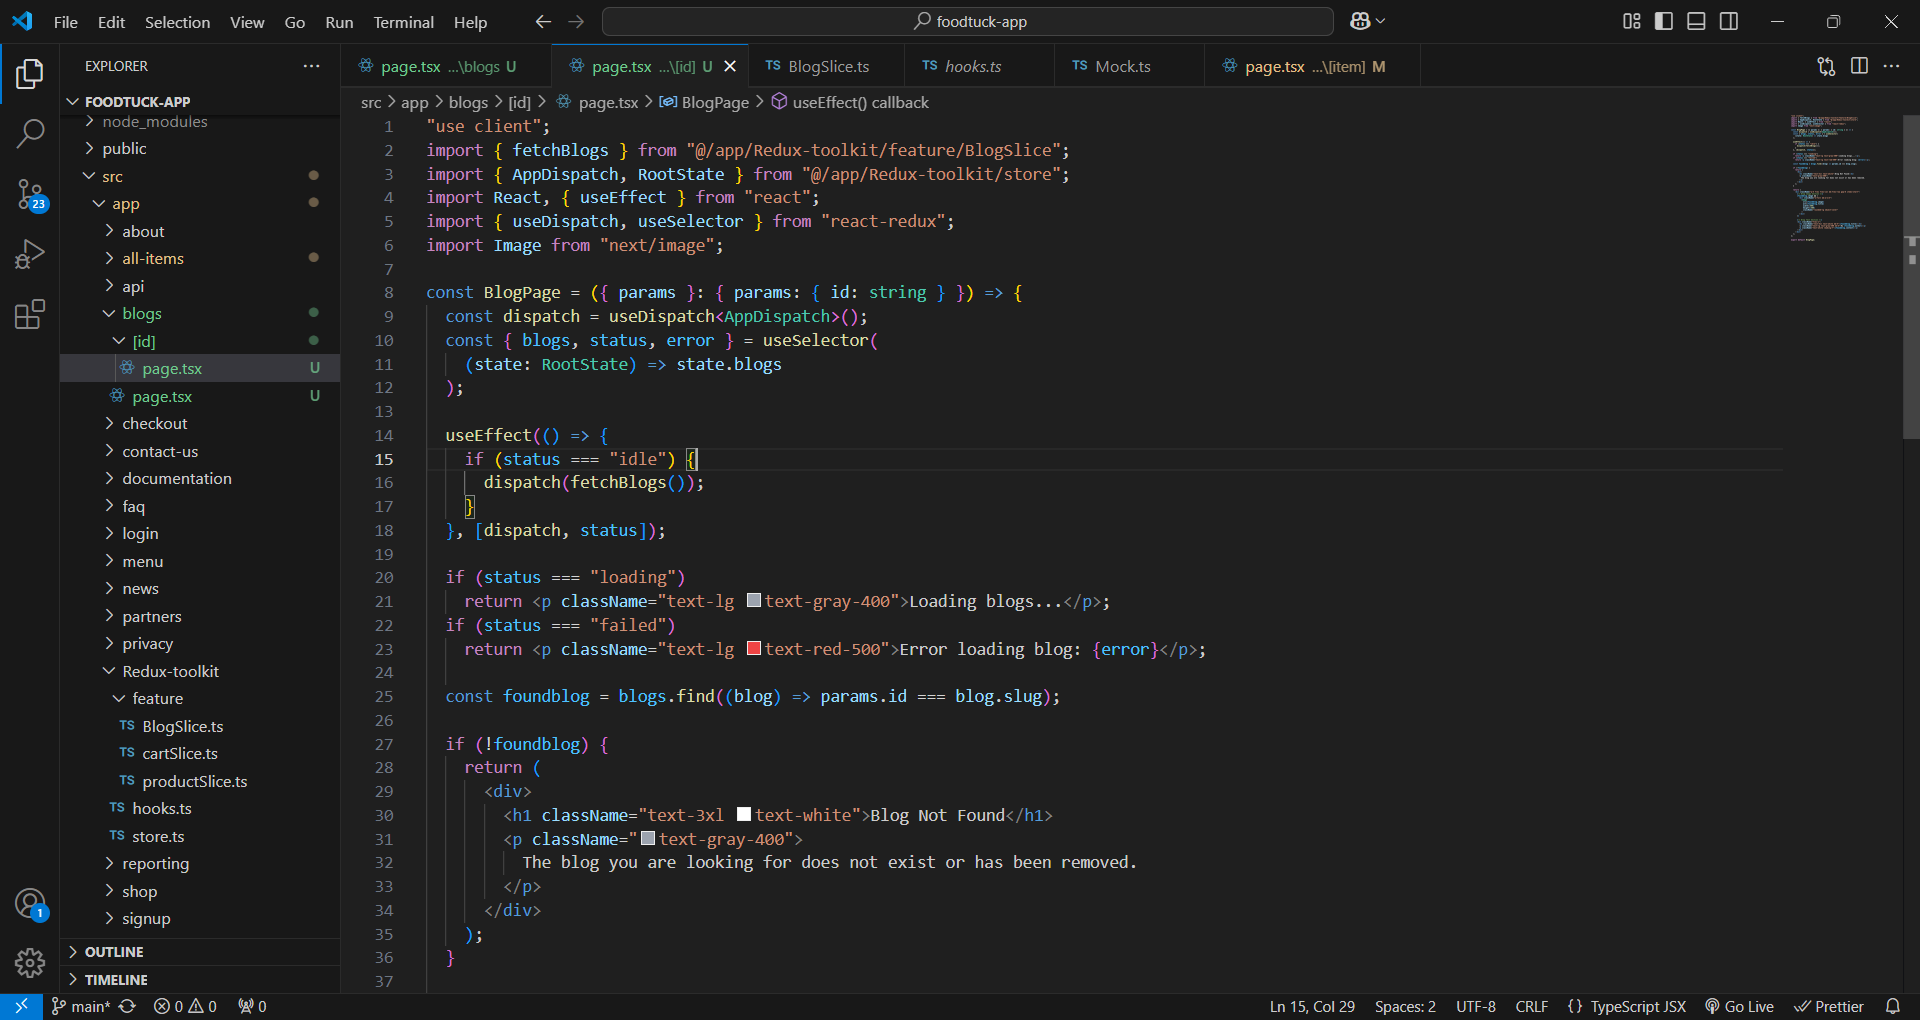 File Edit Selection View Go Run Terminal Help
foodtuck-app
EXPLORER
FOODTUCK-APP
node_modules
public
src
app
about
all-items
api
blogs
[id]
page.tsx U
page.tsx U
checkout
contact-us
documentation
faq
login
menu
news
partners
privacy
Redux-toolkit
feature
TS BlogSlice.ts
TS cartSlice.ts
TS productSlice.ts
TS hooks.ts
TS store.ts
reporting
shop
signup
OUTLINE
TIMELINE
23
1
page.tsx ...\blogs U page.tsx ...\[id] U TS BlogSlice.ts TS hooks.ts TS Mock.ts page.tsx ...\[item] M
src > app > blogs > [id] > page.tsx > BlogPage > useEffect() callback
1 "use client";
2 import { fetchBlogs } from "@/app/Redux-toolkit/feature/BlogSlice";
3 import { AppDispatch, RootState } from "@/app/Redux-toolkit/store";
4 import React, { useEffect } from "react";
5 import { useDispatch, useSelector } from "react-redux";
6 import Image from "next/image";
7
8 const BlogPage = ({ params }: { params: { id: string } }) => {
9 const dispatch = useDispatch<AppDispatch>();
10 const { blogs, status, error } = useSelector(
11 (state: RootState) => state.blogs
12 );
13
14 useEffect(() => {
15 if (status === "idle") {
16 dispatch(fetchBlogs());
17 }
18 }, [dispatch, status]);
19
20 if (status === "loading")
21 return <p className="text-lg text-gray-400">Loading blogs...</p>;
22 if (status === "failed")
23 return <p className="text-lg text-red-500">Error loading blog: {error}</p>;
24
25 const foundblog = blogs.find((blog) => params.id === blog.slug);
26
27 if (!foundblog) {
28 return (
29 <div>
30 <h1 className="text-3xl text-white">Blog Not Found</h1>
31 <p className="text-gray-400">
32 The blog you are looking for does not exist or has been removed.
33 </p>
34 </div>
35 );
36 }
37
main* 0 0 0 Ln 15, Col 29 Spaces: 2 UTF-8 CRLF {} TypeScript JSX Go Live Prettier